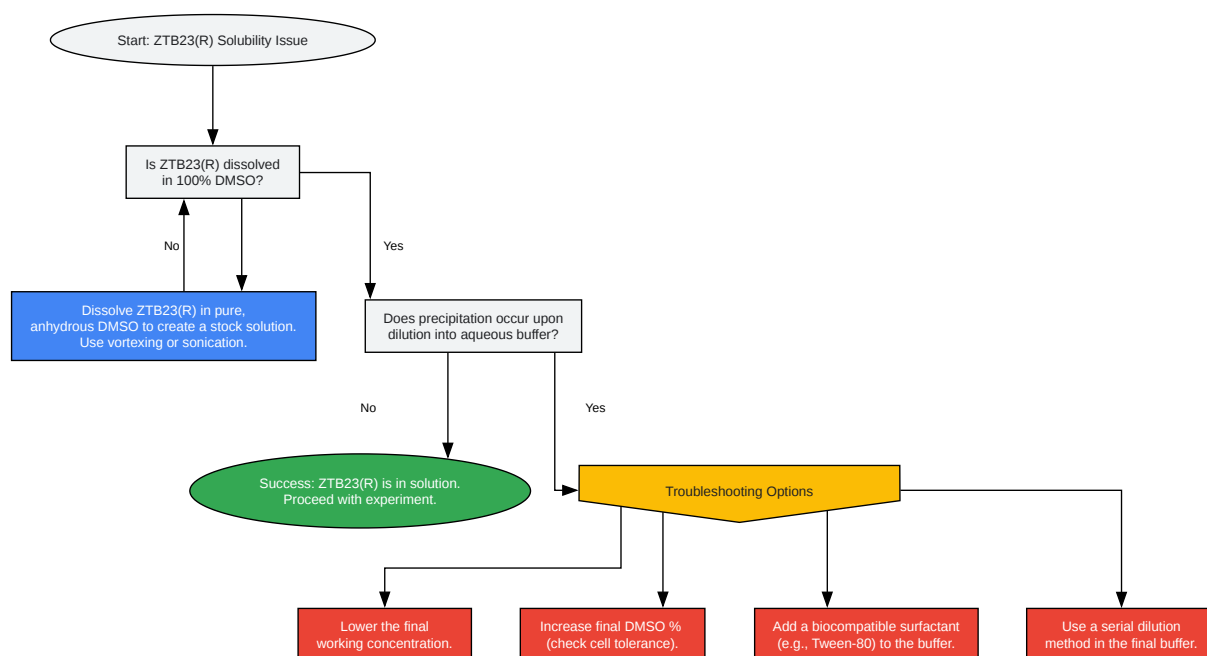 Start: ZTB23(R) Solubility Issue
Is ZTB23(R) dissolved
in 100% DMSO?
No
Yes
Dissolve ZTB23(R) in pure,
anhydrous DMSO to create a stock solution.
Use vortexing or sonication.
Does precipitation occur upon
dilution into aqueous buffer?
No
Yes
Success: ZTB23(R) is in solution.
Proceed with experiment.
Troubleshooting Options
Lower the final
working concentration.
Increase final DMSO %
(check cell tolerance).
Add a biocompatible surfactant
(e.g., Tween-80) to the buffer.
Use a serial dilution
method in the final buffer.